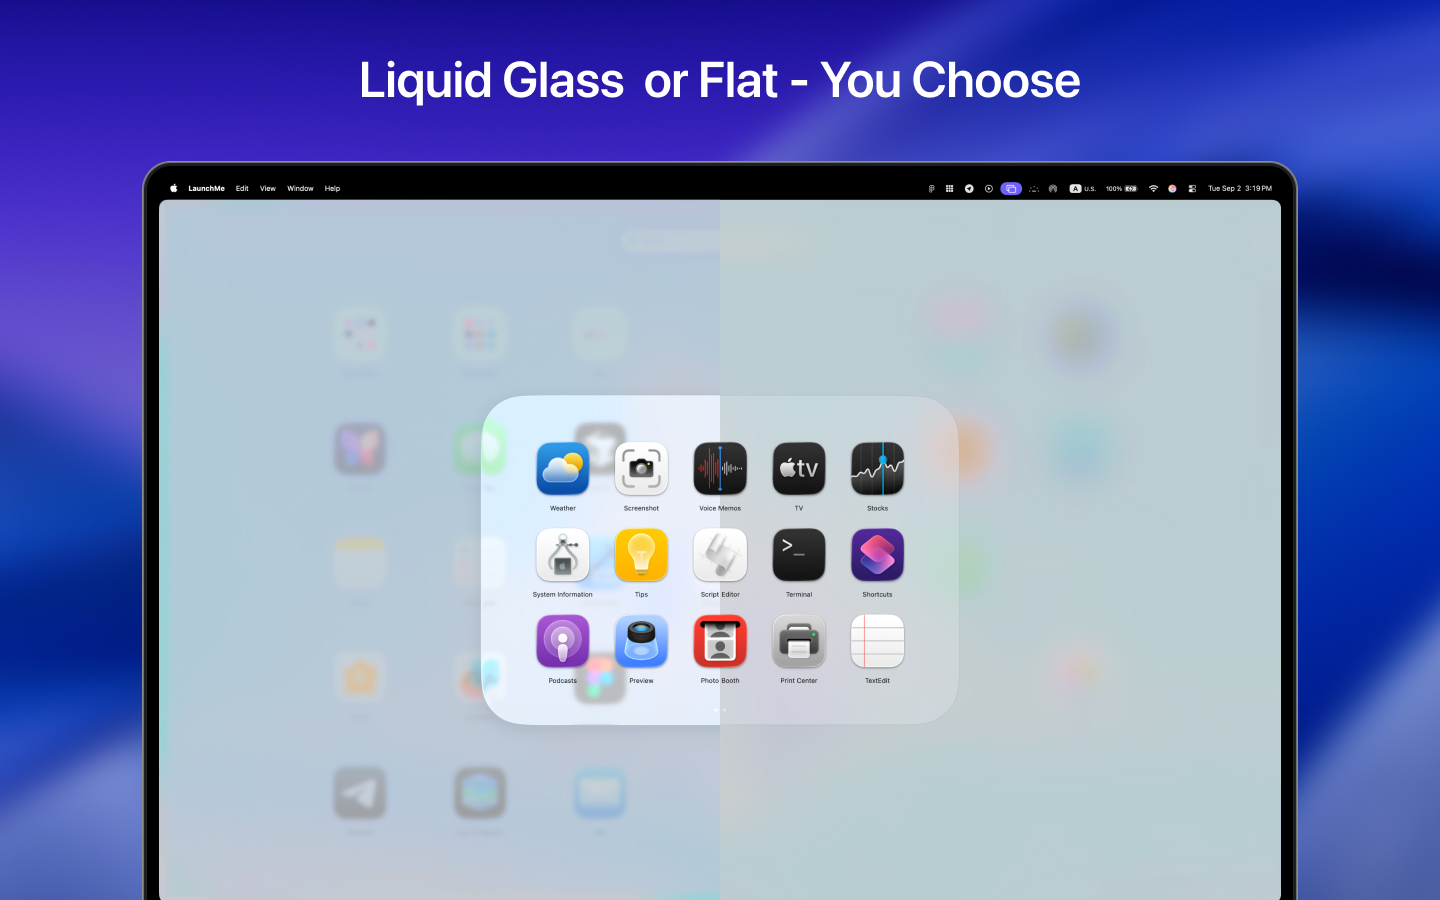 Liquid Glass  or Flat - You Choose
LaunchMe Edit View Window Help
A U.S. 100% Tue Sep 2 3:19 PM
Weather Screenshot Voice Memos TV Stocks
tv
System Information Tips Script Editor Terminal Shortcuts
>_
Podcasts Preview Photo Booth Print Center TextEdit